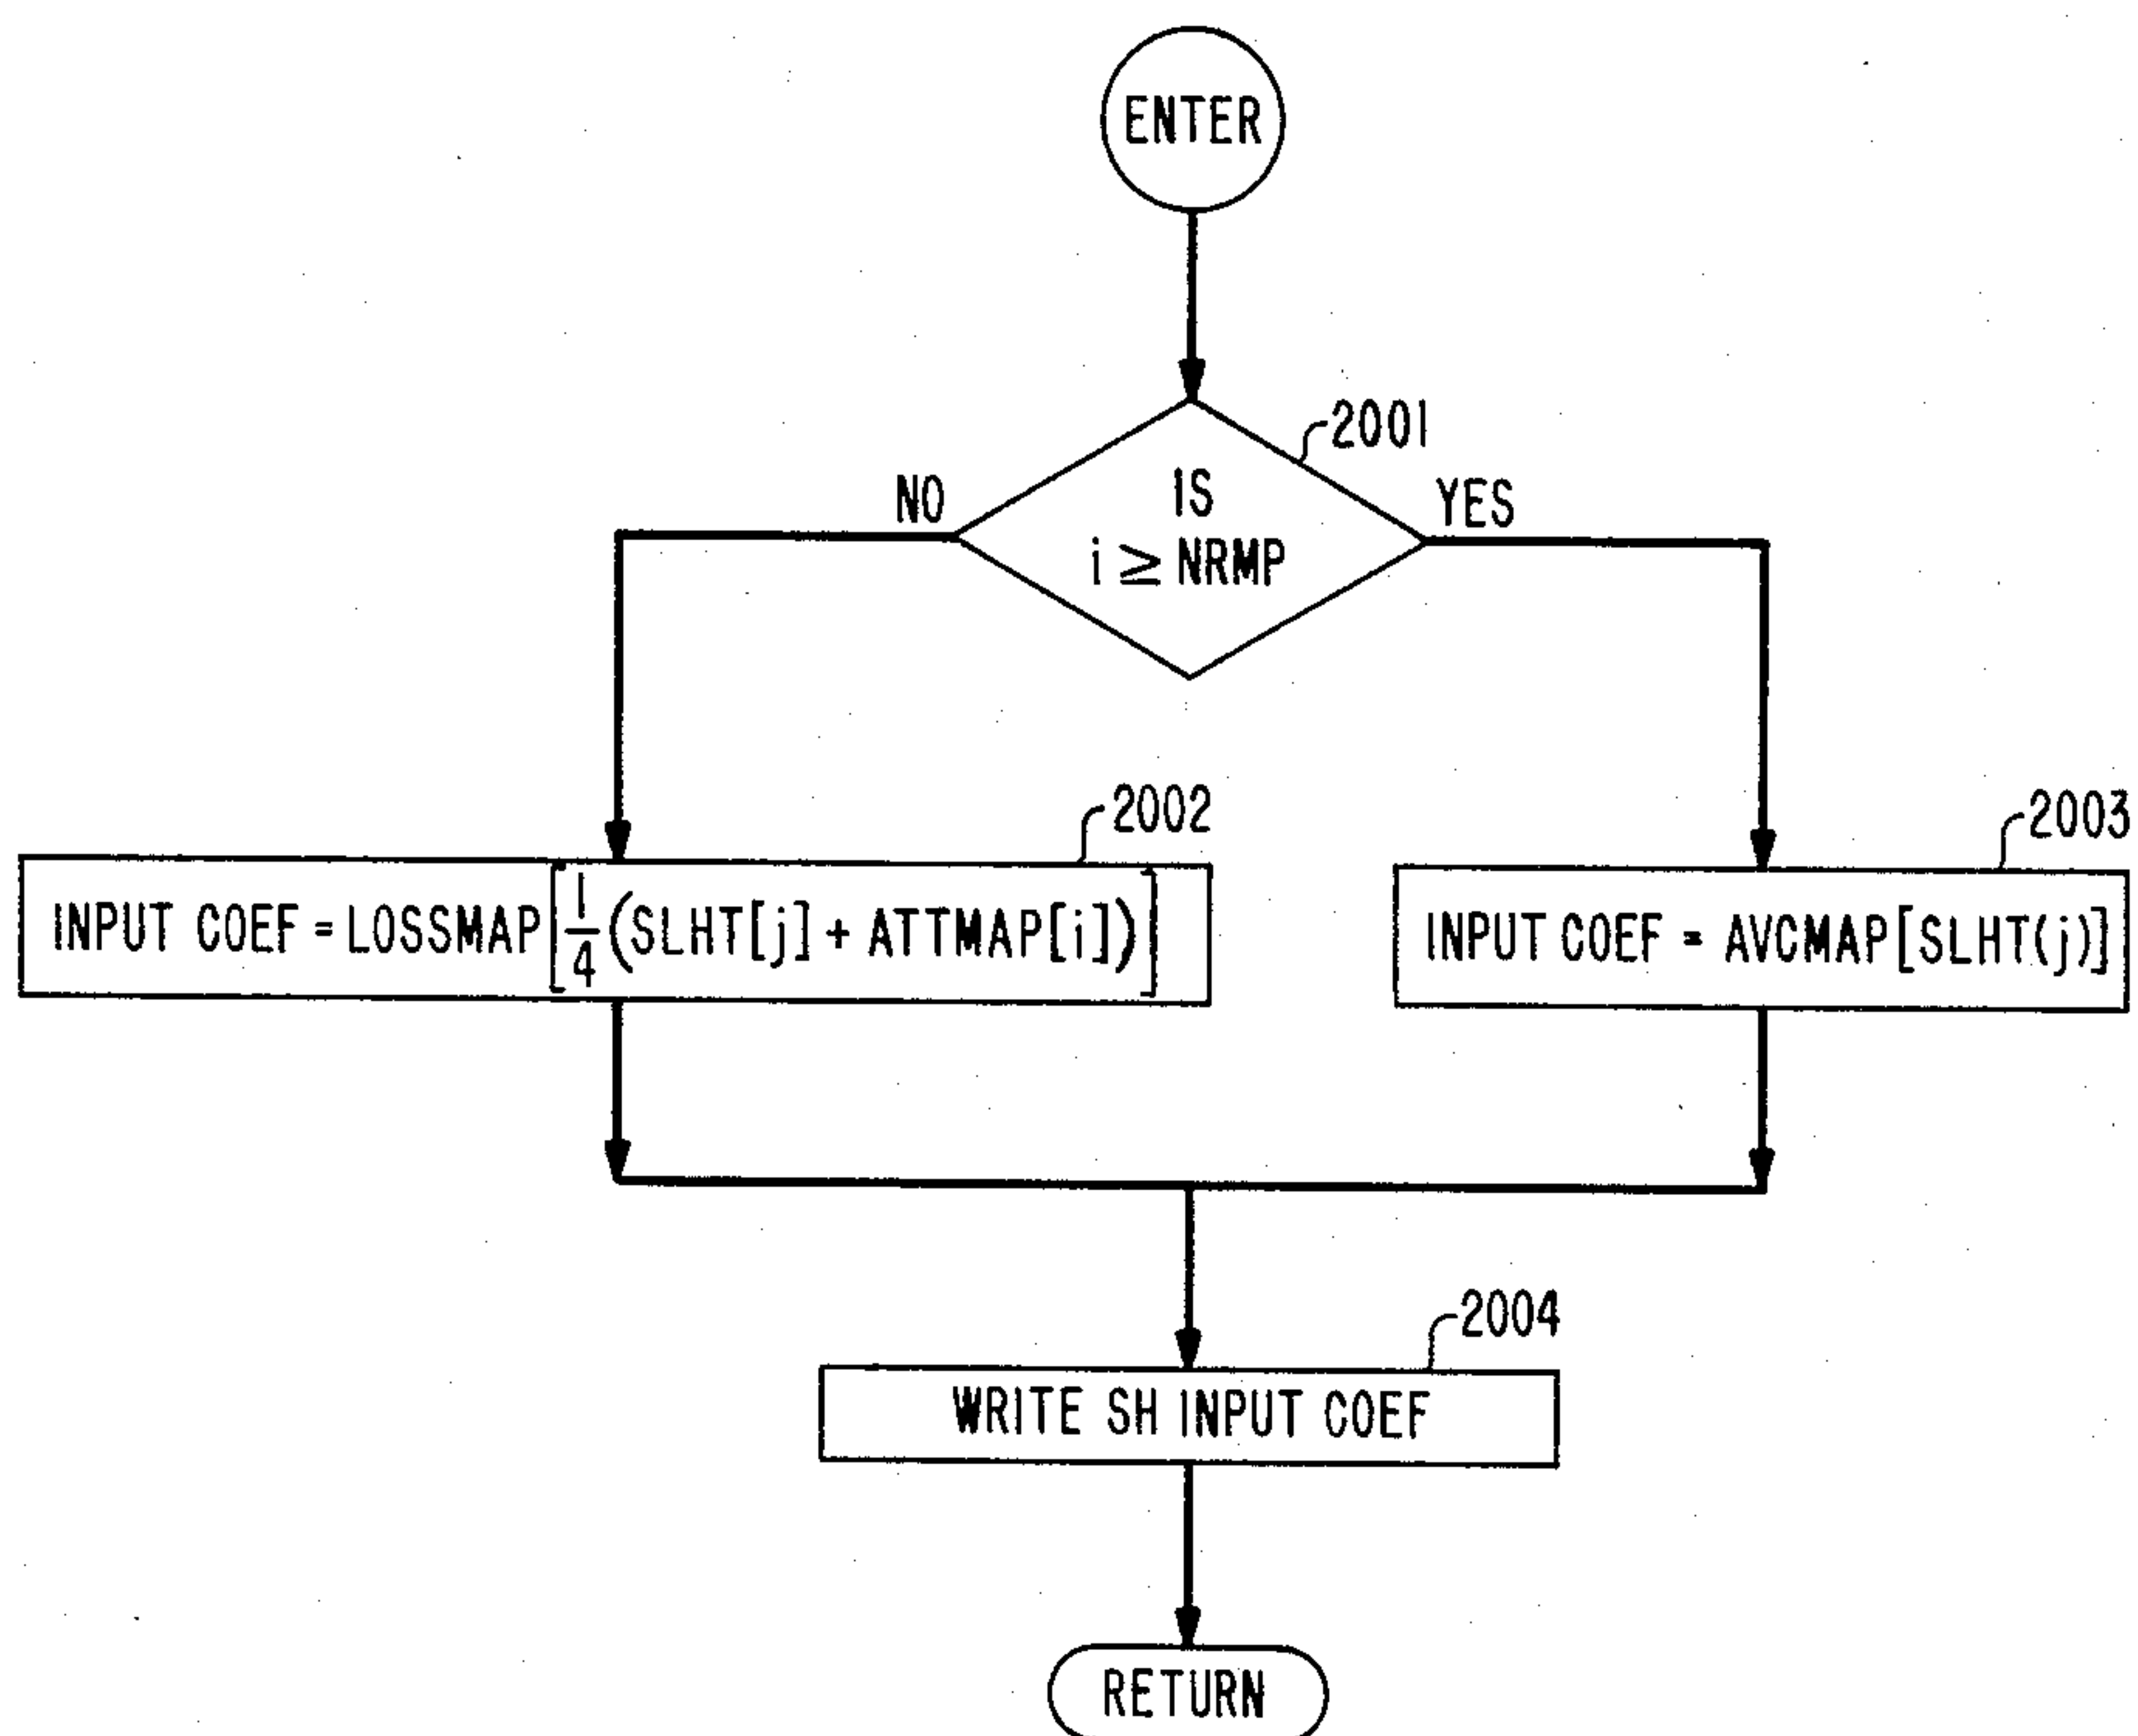 ENTER
2001
IS
i ≥ NRMP
NO
YES
2002
INPUT COEF = LOSSMAP[1/4(SLHT[j] + ATTMAP[i])]
2003
INPUT COEF = AVCMAP[SLHT(j)]
2004
WRITE SH INPUT COEF
RETURN